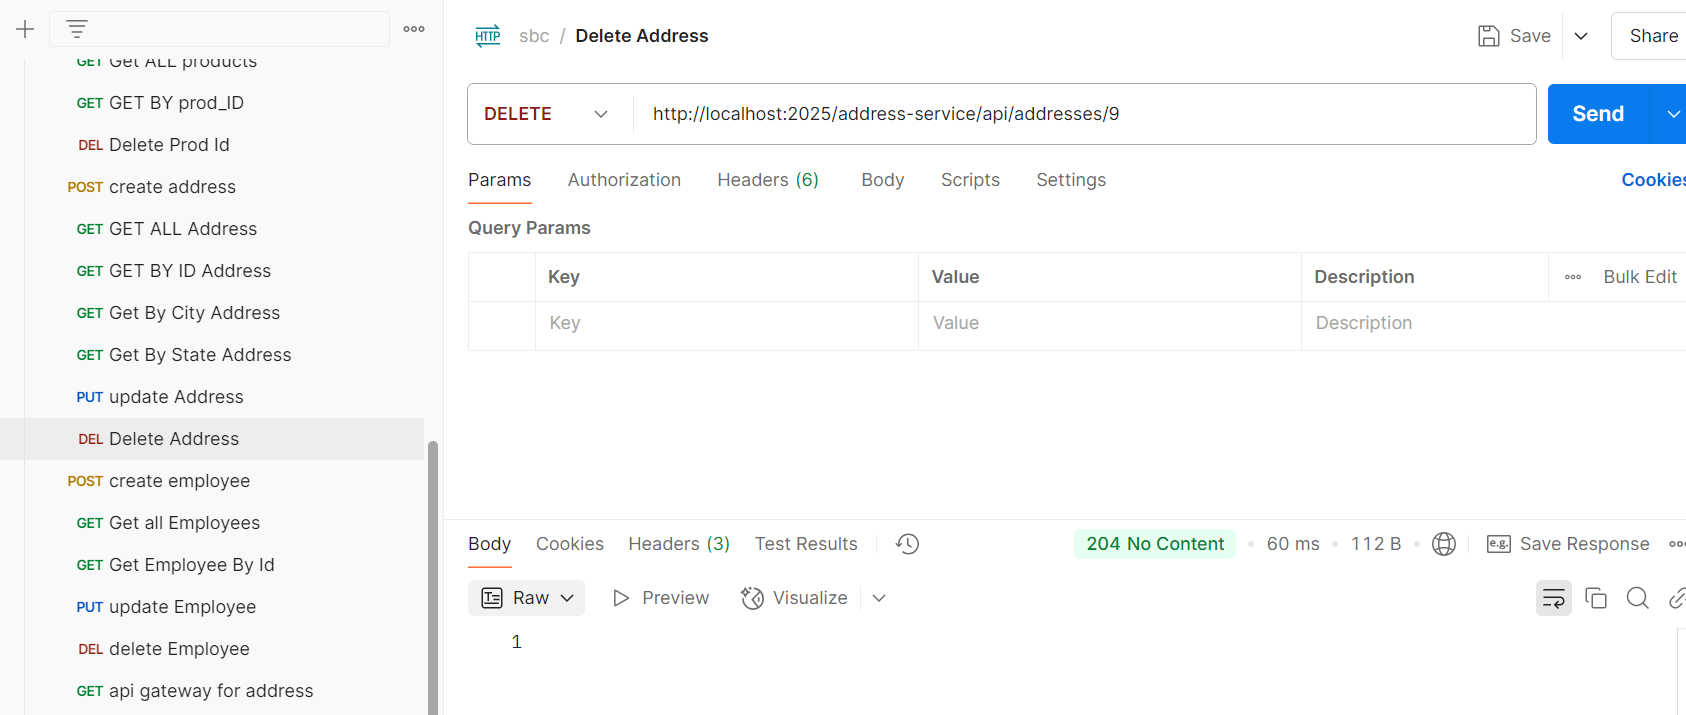 GET Get ALL products
GET GET BY prod_ID
DEL Delete Prod Id
POST create address
GET GET ALL Address
GET GET BY ID Address
GET Get By City Address
GET Get By State Address
PUT update Address
DEL Delete Address
POST create employee
GET Get all Employees
GET Get Employee By Id
PUT update Employee
DEL delete Employee
GET api gateway for address
HTTP sbc / Delete Address
Save
Share
DELETE http://localhost:2025/address-service/api/addresses/9
Send
Params Authorization Headers (6) Body Scripts Settings Cookies
Query Params
Key Value Description Bulk Edit
Key Value Description
Body Cookies Headers (3) Test Results 204 No Content 60 ms 112 B e.g. Save Response
Raw Preview Visualize
1